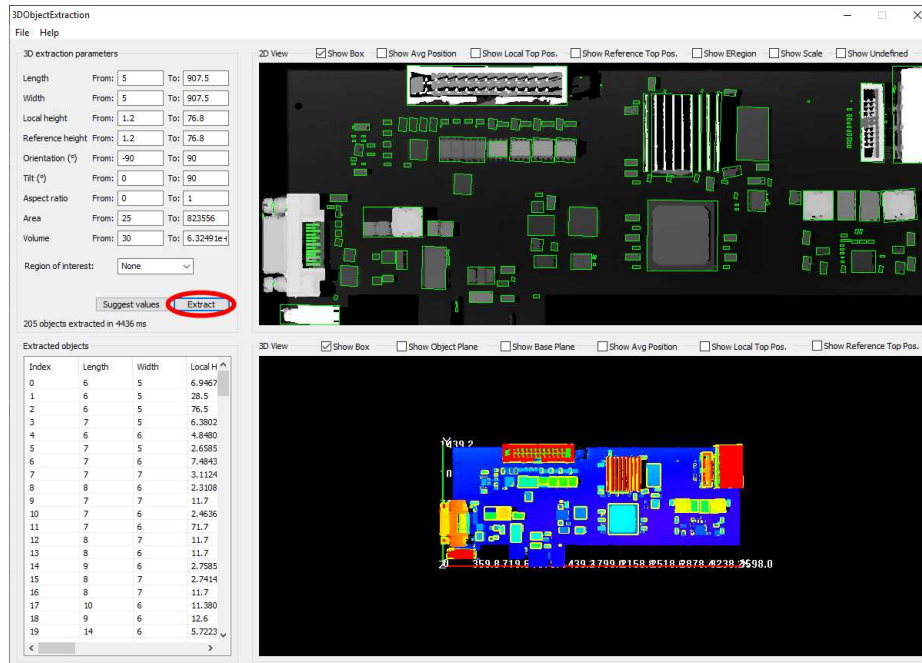 3DObjectExtraction
File Help
3D extraction parameters
Length From: 5 To: 907.5
Width From: 5 To: 907.5
Local height From: 1.2 To: 76.8
Reference height From: 1.2 To: 76.8
Orientation (°) From: -90 To: 90
Tilt (°) From: 0 To: 90
Aspect ratio From: 0 To: 1
Area From: 25 To: 823556
Volume From: 30 To: 6.32491e+
Region of interest: None
Suggest values Extract
205 objects extracted in 4436 ms
2D View Show Box Show Avg Position Show Local Top Pos. Show Reference Top Pos. Show ERegion Show Scale Show Undefined
Extracted objects
Index Length Width Local H
0 6 5 6.9467
1 6 5 28.5
2 6 5 76.5
3 7 5 6.3802
4 6 6 4.8480
5 7 5 2.6585
6 7 6 7.4843
7 7 7 3.1124
8 8 6 2.3108
9 7 7 11.7
10 7 6 2.4636
11 7 6 71.7
12 8 7 11.7
13 8 6 11.7
14 9 6 2.7585
15 8 7 2.7414
16 8 7 11.7
17 10 6 11.380
18 9 6 12.6
19 14 6 5.7223
3D View Show Box Show Object Plane Show Base Plane Show Avg Position Show Local Top Pos. Show Reference Top Pos.
359.8 719.6